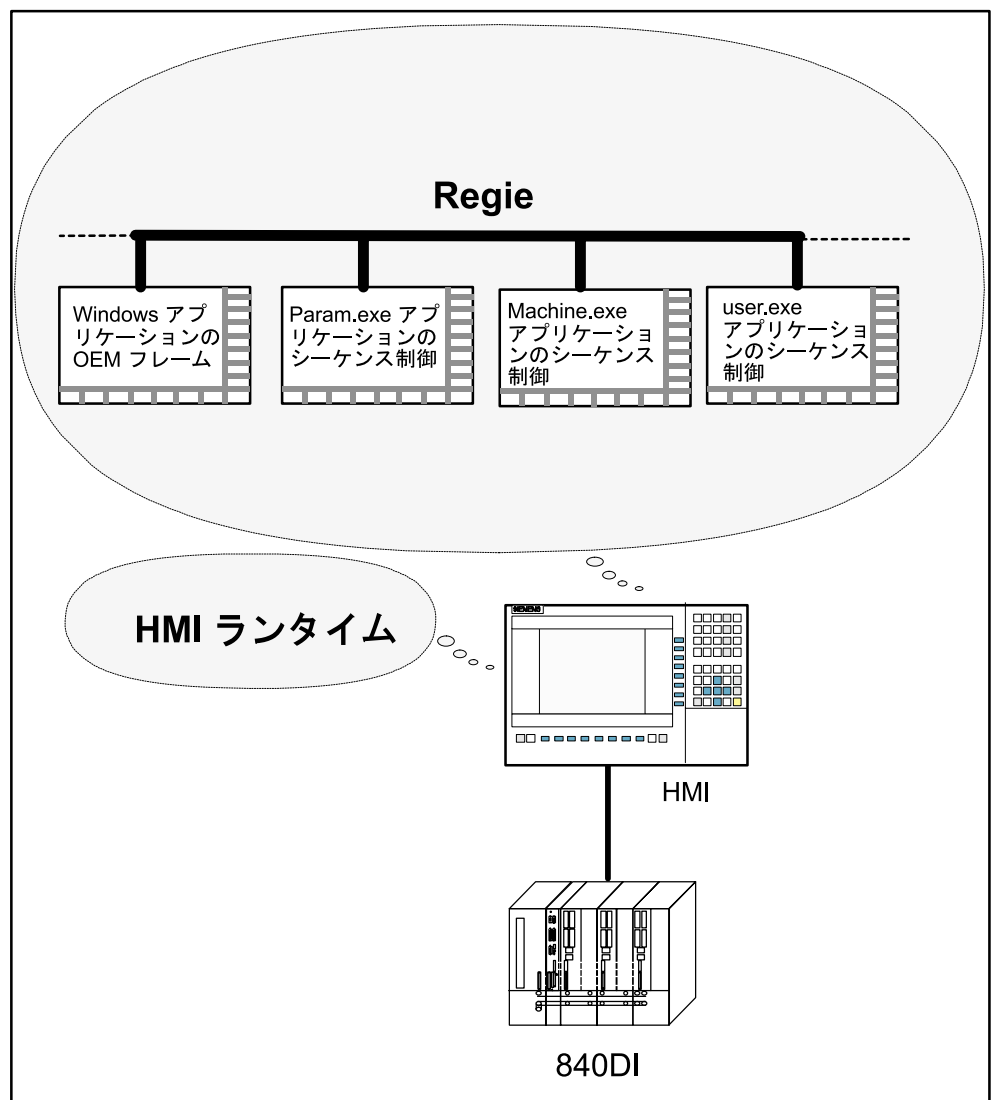 Regie
Windows アプ
リケーションの
OEM フレーム
Param.exe アプ
リケーションの
シーケンス制御
Machine.exe
アプリケーショ
ンのシーケンス
制御
user.exe
アプリケーショ
ンのシーケンス
制御
HMI ランタイム
SIEMENS
HMI
840DI